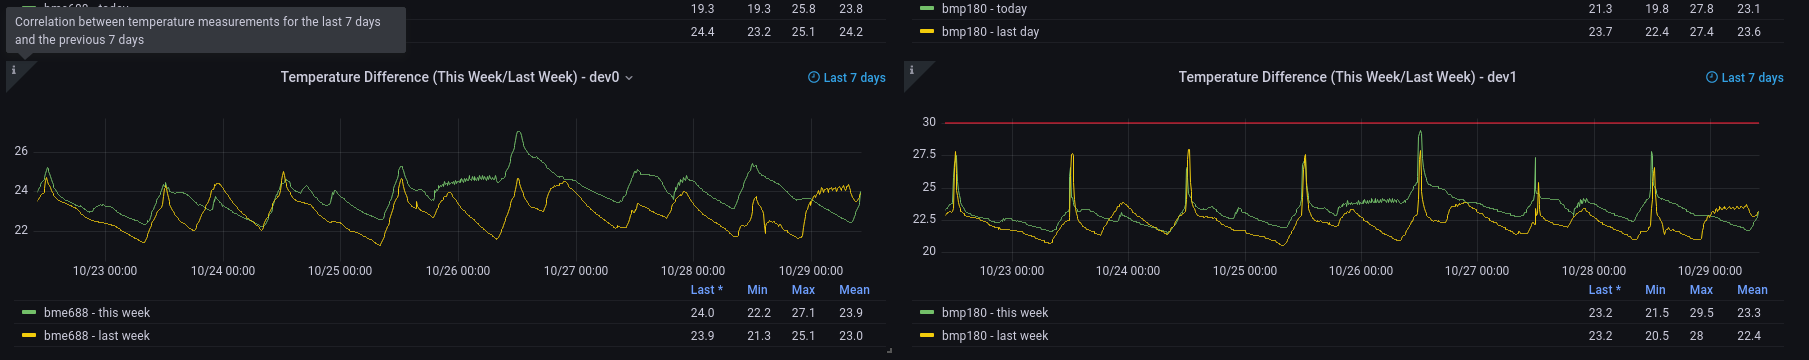 bme688 - today 19.3 19.3 25.8 23.8
Correlation between temperature measurements for the last 7 days
and the previous 7 days
24.4 23.2 25.1 24.2
bmp180 - today 21.3 19.8 27.8 23.1
bmp180 - last day 23.7 22.4 27.4 23.6
Temperature Difference (This Week/Last Week) - dev0
Last 7 days
26
24
22
10/23 00:00 10/24 00:00 10/25 00:00 10/26 00:00 10/27 00:00 10/28 00:00 10/29 00:00
Last * Min Max Mean
bme688 - this week 24.0 22.2 27.1 23.9
bme688 - last week 23.9 21.3 25.1 23.0
Temperature Difference (This Week/Last Week) - dev1
Last 7 days
30
27.5
25
22.5
20
10/23 00:00 10/24 00:00 10/25 00:00 10/26 00:00 10/27 00:00 10/28 00:00 10/29 00:00
Last * Min Max Mean
bmp180 - this week 23.2 21.5 29.5 23.3
bmp180 - last week 23.2 20.5 28 22.4